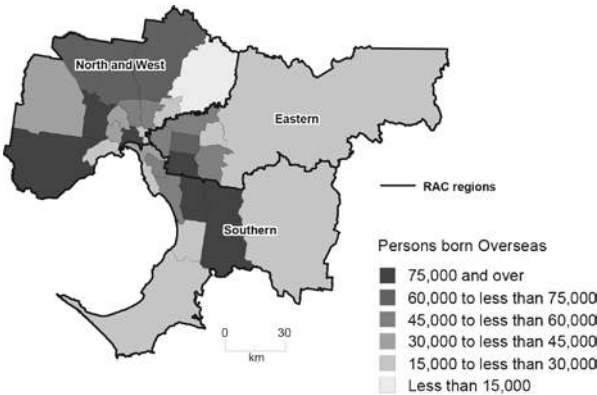 North and West
Eastern
Southern
RAC regions
Persons born Overseas
75,000 and over
60,000 to less than 75,000
45,000 to less than 60,000
30,000 to less than 45,000
15,000 to less than 30,000
Less than 15,000
0 30
km